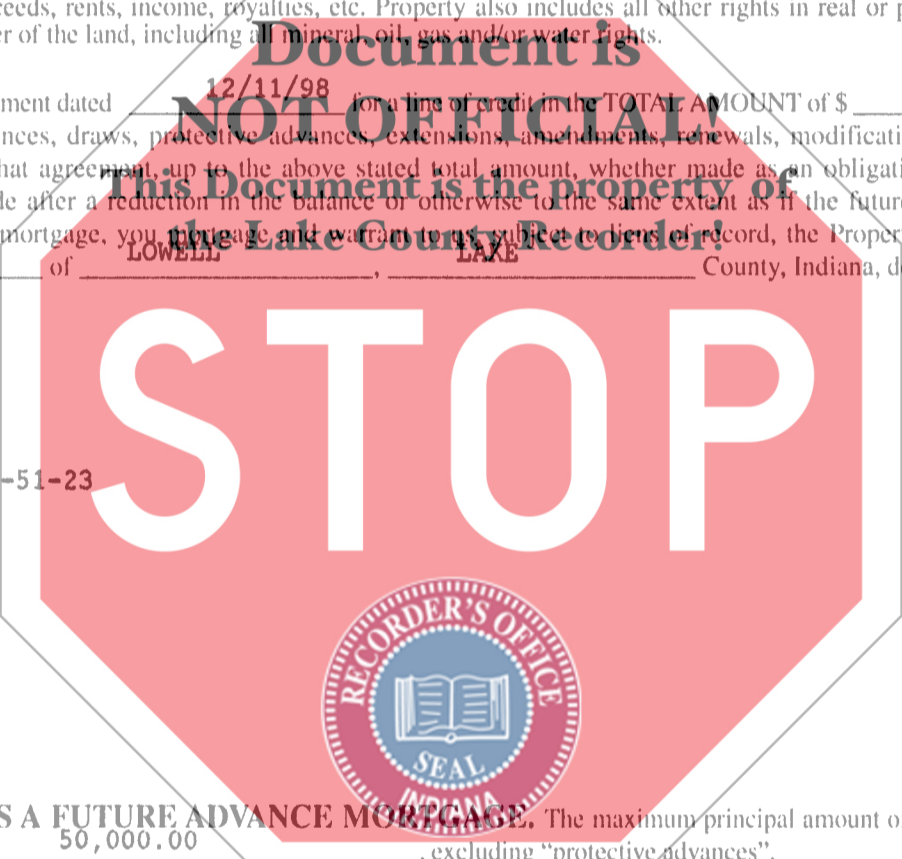 ceeds, rents, income, royalties, etc. Property also includes all other rights in real or p
er of the land, including all mineral, oil, gas and/or water rights.
Document is
ment dated 12/11/98 for a line of credit in the TOTAL AMOUNT of $
NOT OFFICIAL!
nces, draws, protective advances, extensions, amendments, renewals, modificati
hat agreement, up to the above stated total amount, whether made as an obligati
This Document is the property of
de after a reduction in the balance or otherwise to the same extent as if the future
mortgage, you mortgage and warrant to us, subject to liens of record, the Proper
the Lake County Recorder!
of LOWELL, LAKE County, Indiana, de
STOP
-51-23
RECORDER'S OFFICE
SEAL
INDIANA
S A FUTURE ADVANCE MORTGAGE. The maximum principal amount o
50,000.00, excluding "protective advances".